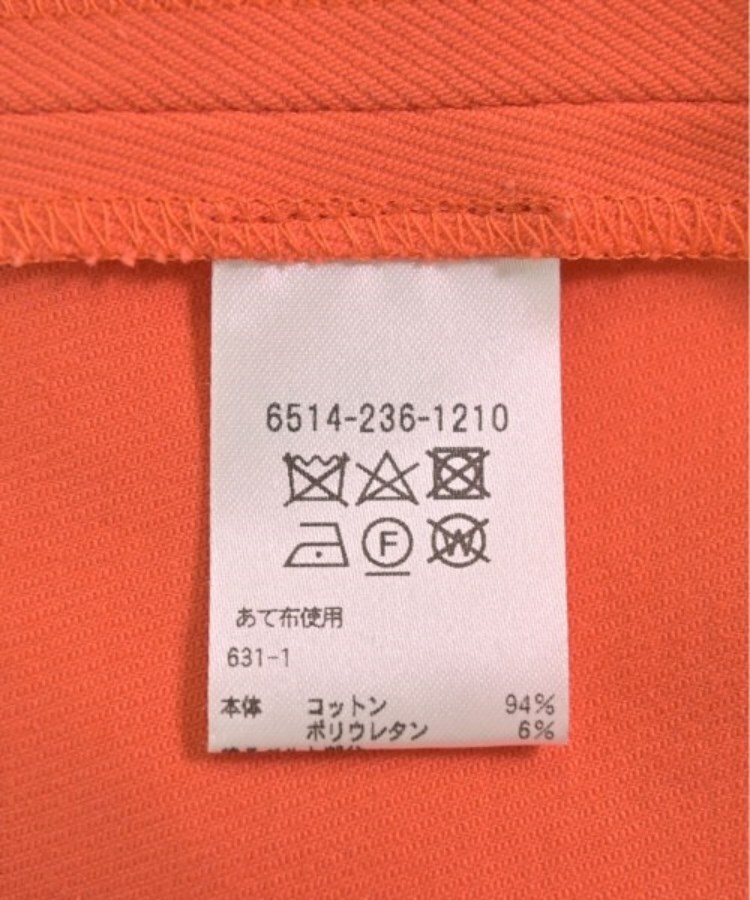 6514-236-1210
F W
あて布使用
631-1
本体 コットン 94%
ポリウレタン 6%